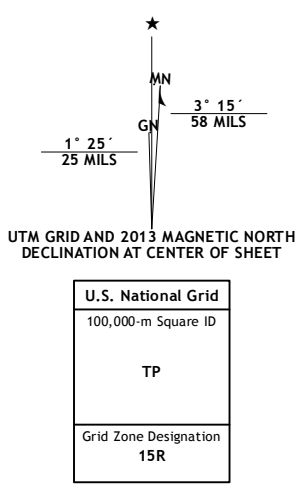 ★
MN
GN
3° 15´
58 MILS
1° 25´
25 MILS
UTM GRID AND 2013 MAGNETIC NORTH
DECLINATION AT CENTER OF SHEET
U.S. National Grid
100,000-m Square ID
TP
Grid Zone Designation
15R